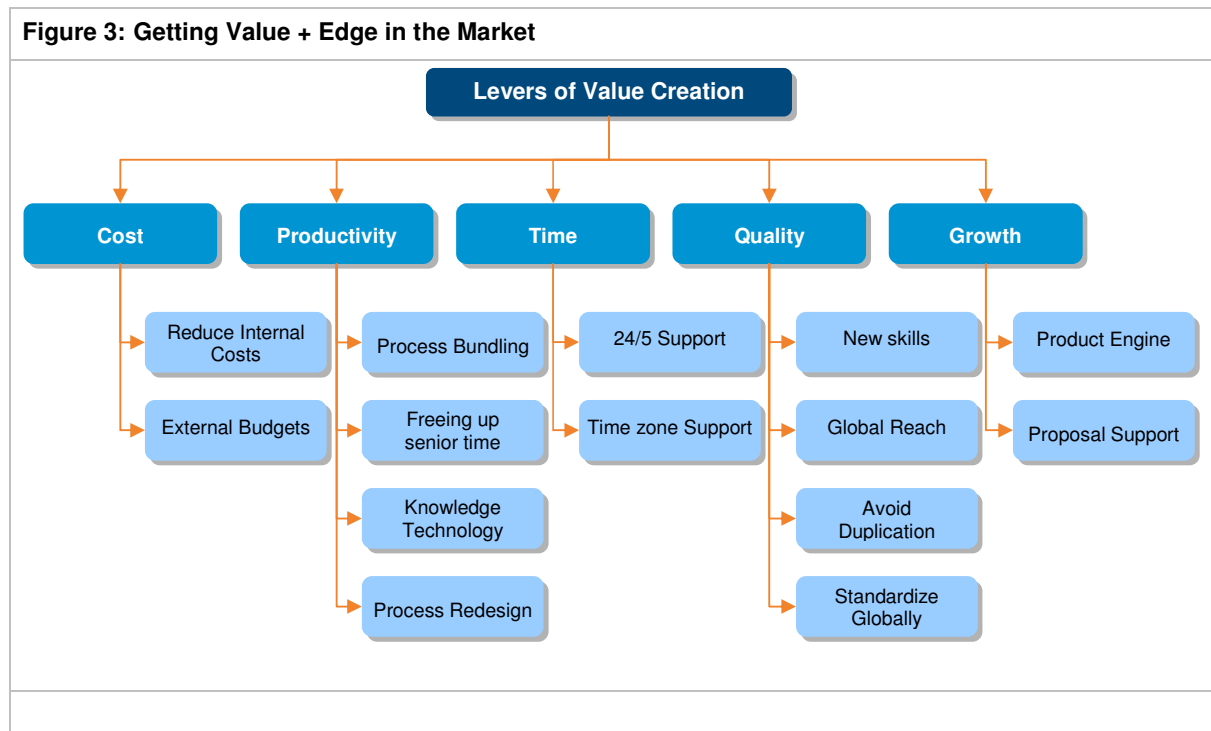 Figure 3: Getting Value + Edge in the Market
Levers of Value Creation
Cost
Productivity
Time
Quality
Growth
Reduce Internal
Costs
External Budgets
Process Bundling
Freeing up
senior time
Knowledge
Technology
Process Redesign
24/5 Support
Time zone Support
New skills
Global Reach
Avoid
Duplication
Standardize
Globally
Product Engine
Proposal Support